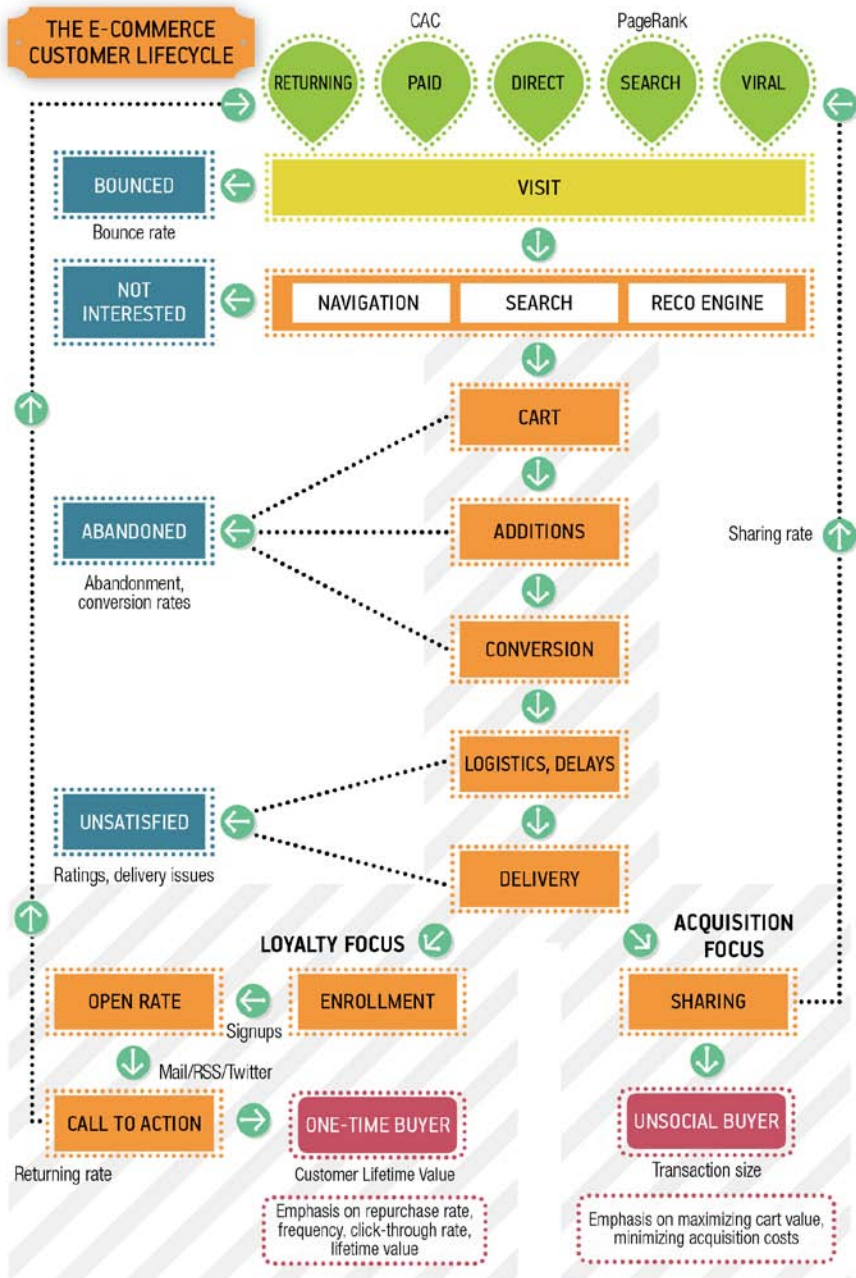 THE E-COMMERCE
CUSTOMER LIFECYCLE
CAC
PageRank
RETURNING
PAID
DIRECT
SEARCH
VIRAL
BOUNCED
VISIT
Bounce rate
NOT
INTERESTED
NAVIGATION
SEARCH
RECO ENGINE
CART
ABANDONED
ADDITIONS
Sharing rate
Abandonment,
conversion rates
CONVERSION
LOGISTICS, DELAYS
UNSATISFIED
Ratings, delivery issues
DELIVERY
LOYALTY FOCUS
ACQUISITION
FOCUS
OPEN RATE
ENROLLMENT
SHARING
Signups
Mail/RSS/Twitter
CALL TO ACTION
ONE-TIME BUYER
UNSOCIAL BUYER
Returning rate
Customer Lifetime Value
Transaction size
Emphasis on repurchase rate,
frequency, click-through rate,
lifetime value
Emphasis on maximizing cart value,
minimizing acquisition costs